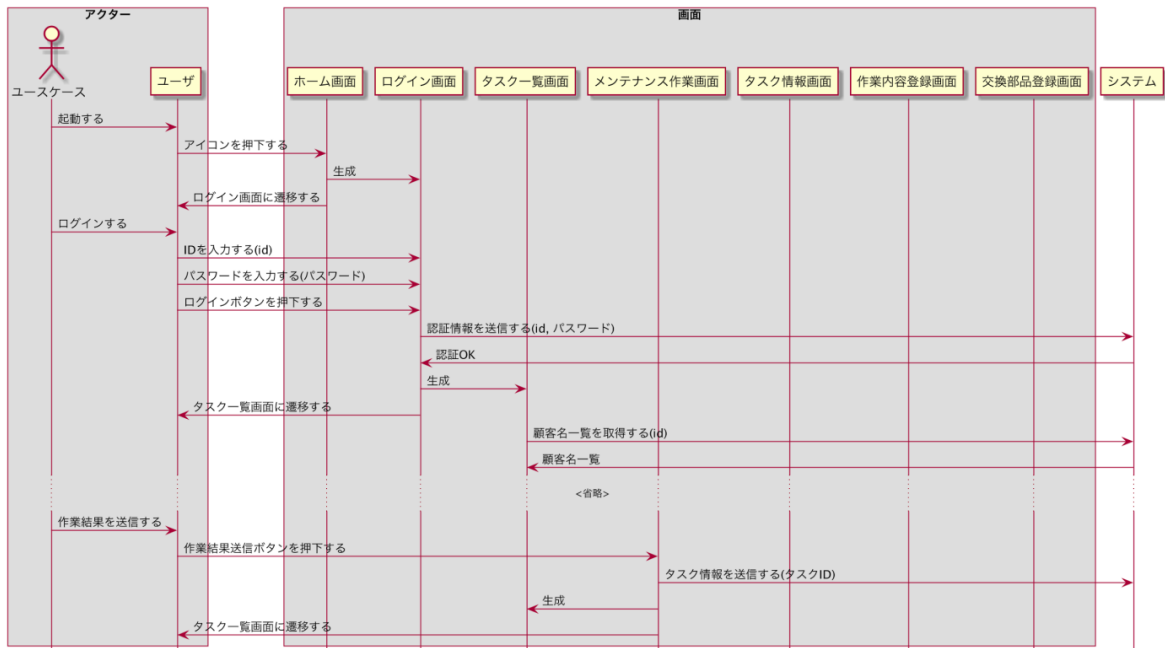 アクター
画面
ユースケース
ユーザ
ホーム画面
ログイン画面
タスク一覧画面
メンテナンス作業画面
タスク情報画面
作業内容登録画面
交換部品登録画面
システム
起動する
アイコンを押下する
生成
ログイン画面に遷移する
ログインする
IDを入力する(id)
パスワードを入力する(パスワード)
ログインボタンを押下する
認証情報を送信する(id, パスワード)
認証OK
生成
タスク一覧画面に遷移する
顧客名一覧を取得する(id)
顧客名一覧
<省略>
作業結果を送信する
作業結果送信ボタンを押下する
タスク情報を送信する(タスクID)
生成
タスク一覧画面に遷移する